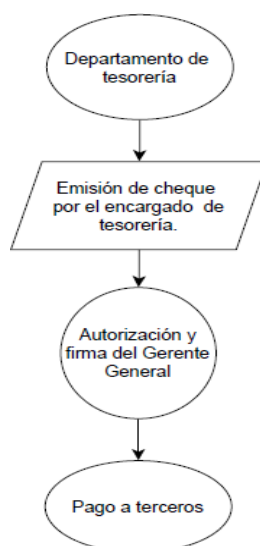 Departamento de
tesorería
Emisión de cheque
por el encargado de
tesorería.
Autorización y
firma del Gerente
General
Pago a terceros